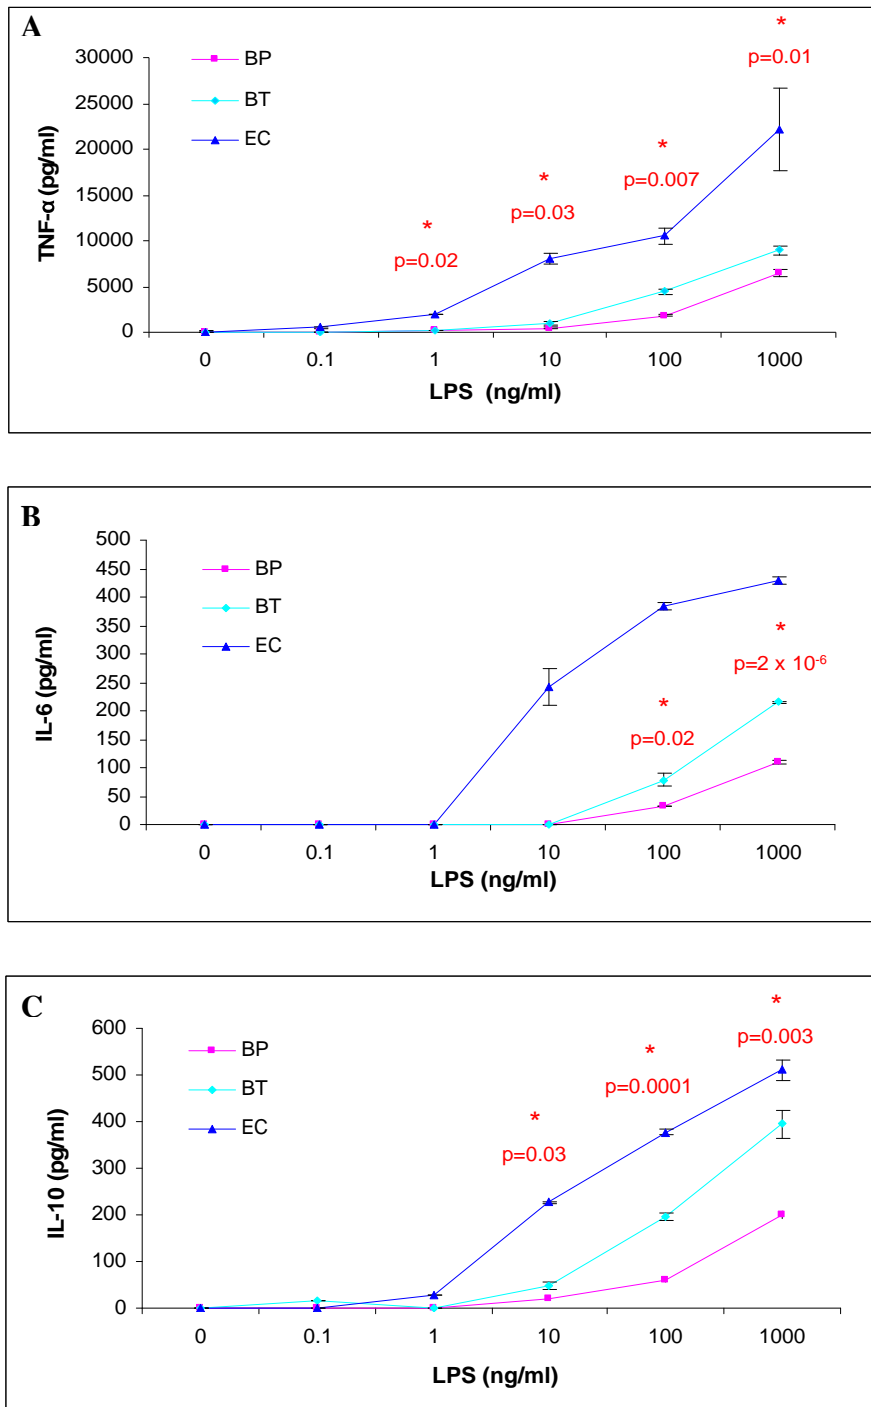 A
30000
25000
20000
15000
10000
5000
0
TNF-α (pg/ml)
BP
BT
EC
*
p=0.02
*
p=0.03
*
p=0.007
*
p=0.01
0 0.1 1 10 100 1000
LPS (ng/ml)
B
500
450
400
350
300
250
200
150
100
50
0
IL-6 (pg/ml)
BP
BT
EC
*
p=0.02
*
p=2 x 10⁻⁶
0 0.1 1 10 100 1000
LPS (ng/ml)
C
600
500
400
300
200
100
0
IL-10 (pg/ml)
BP
BT
EC
*
p=0.03
*
p=0.0001
*
p=0.003
0 0.1 1 10 100 1000
LPS (ng/ml)